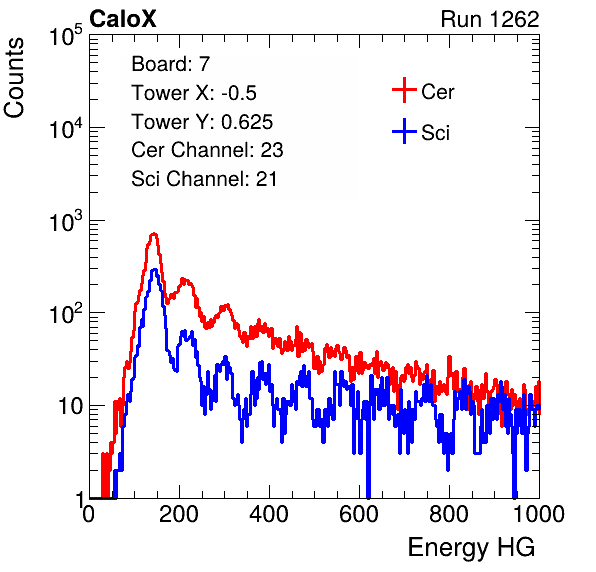 CaloX Run 1262
Counts
10^5
10^4
10^3
10^2
10
1
Board: 7
Tower X: -0.5
Tower Y: 0.625
Cer Channel: 23
Sci Channel: 21
Cer
Sci
0 200 400 600 800 1000
Energy HG